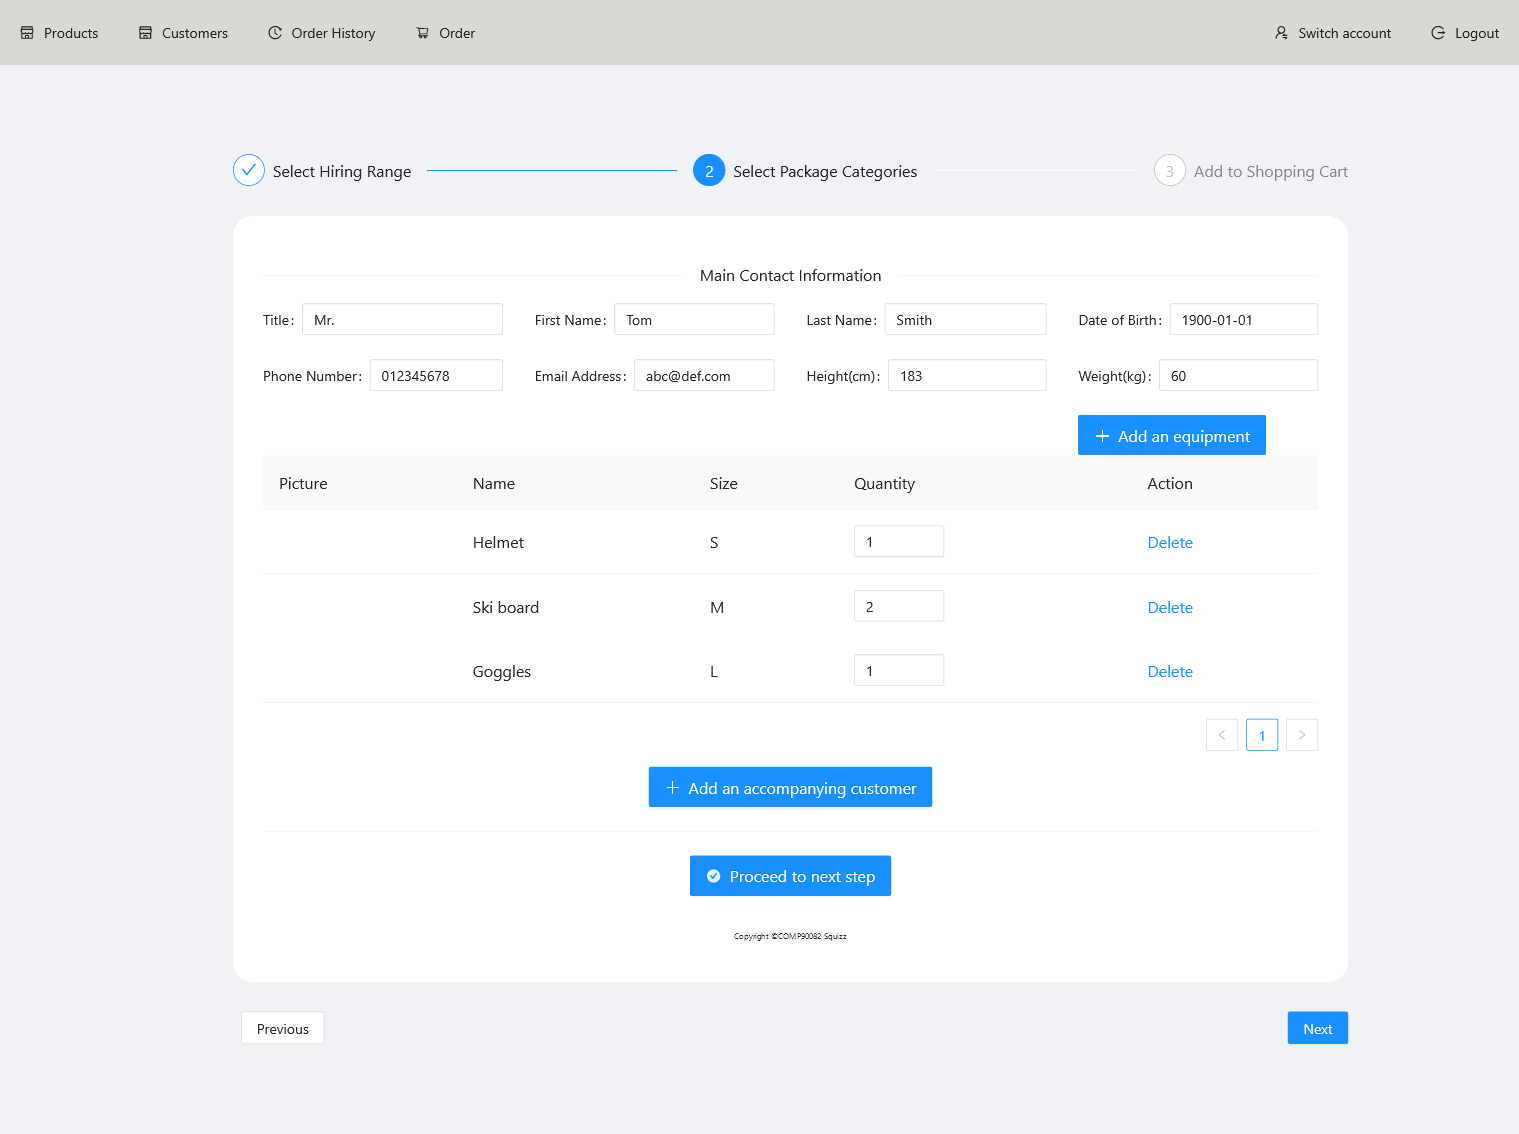 Products Customers Order History Order Switch account Logout
Select Hiring Range 2 Select Package Categories 3 Add to Shopping Cart
Main Contact Information
Title: Mr. First Name: Tom Last Name: Smith Date of Birth: 1900-01-01
Phone Number: 012345678 Email Address: abc@def.com Height(cm): 183 Weight(kg): 60
+ Add an equipment
Picture Name Size Quantity Action
Helmet S 1 Delete
Ski board M 2 Delete
Goggles L 1 Delete
< 1 >
+ Add an accompanying customer
Proceed to next step
Copyright ©COMP90082 Squizz
Previous Next